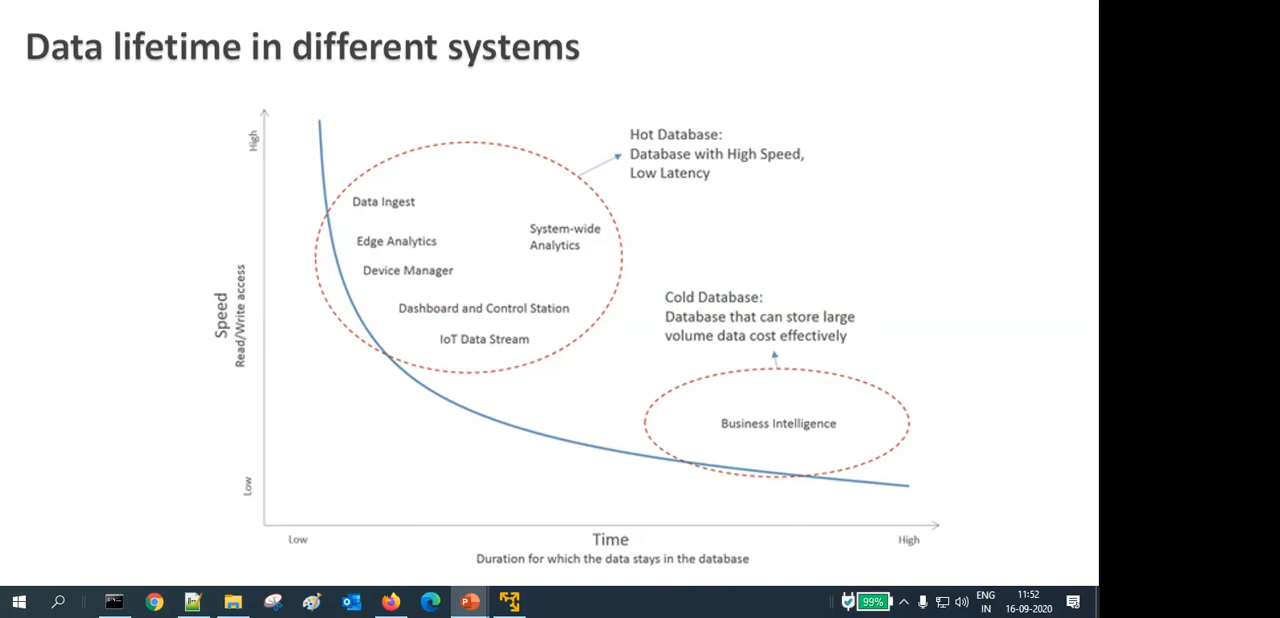 Data lifetime in different systems
High
Hot Database:
Database with High Speed,
Low Latency
Data Ingest
System-wide
Analytics
Edge Analytics
Device Manager
Dashboard and Control Station
IoT Data Stream
Speed
Read/Write access
Cold Database:
Database that can store large
volume data cost effectively
Business Intelligence
Low
Low
Time
High
Duration for which the data stays in the database
99%
ENG
IN
11:52
16-09-2020